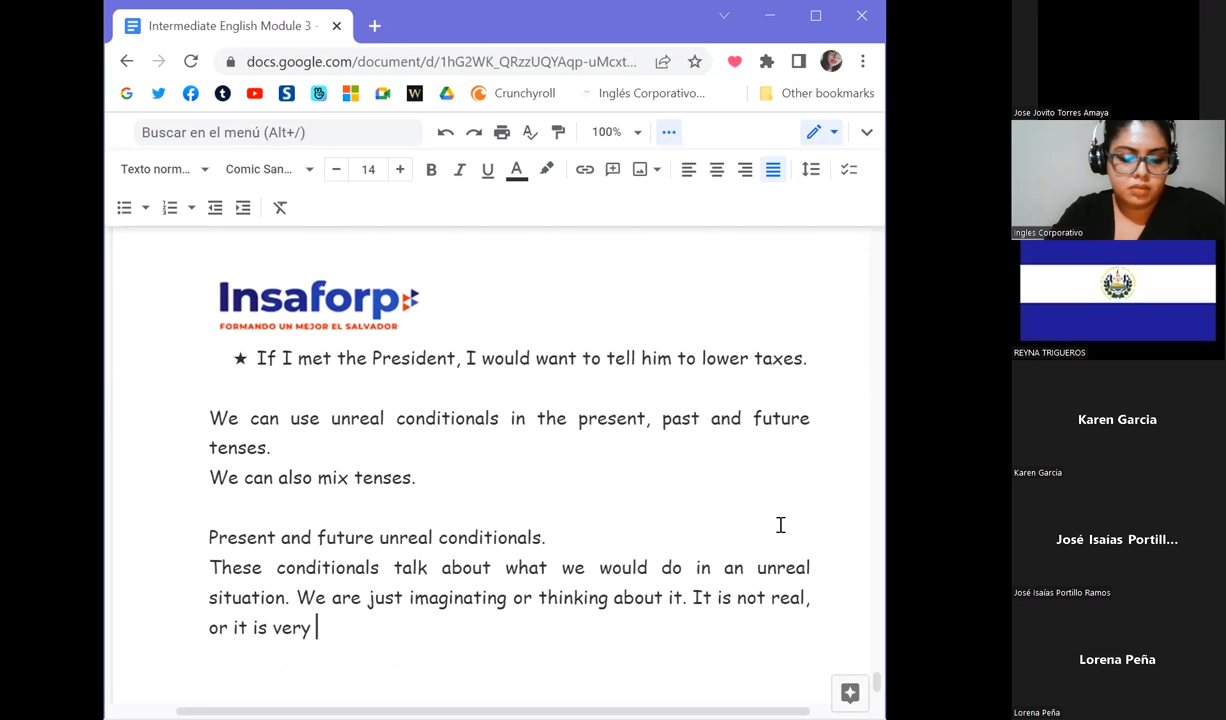 Intermediate English Module 3 -
docs.google.com/document/d/1hG2WK_QRzzUQYAqp-uMcxt...
Crunchyroll
Inglés Corporativo...
Other bookmarks
Buscar en el menú (Alt+/)
100%
Texto norm...
Comic San...
14
Insaforp
FORMANDO UN MEJOR EL SALVADOR
★ If I met the President, I would want to tell him to lower taxes.
We can use unreal conditionals in the present, past and future
tenses.
We can also mix tenses.
Present and future unreal conditionals.
These conditionals talk about what we would do in an unreal
situation. We are just imaginating or thinking about it. It is not real,
or it is very
Jose Jovito Torres Amaya
Ingles Corporativo
REYNA TRIGUEROS
Karen Garcia
Karen Garcia
José Isaías Portill...
José Isaías Portillo Ramos
Lorena Peña
Lorena Peña